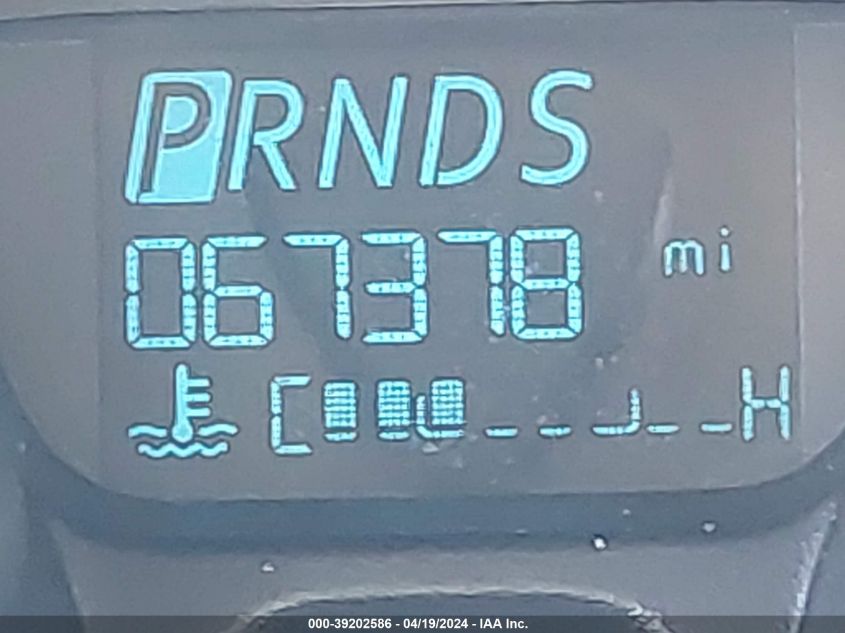 PRNDS
067378 mi
C H
000-39202586 - 04/19/2024 - IAA Inc.